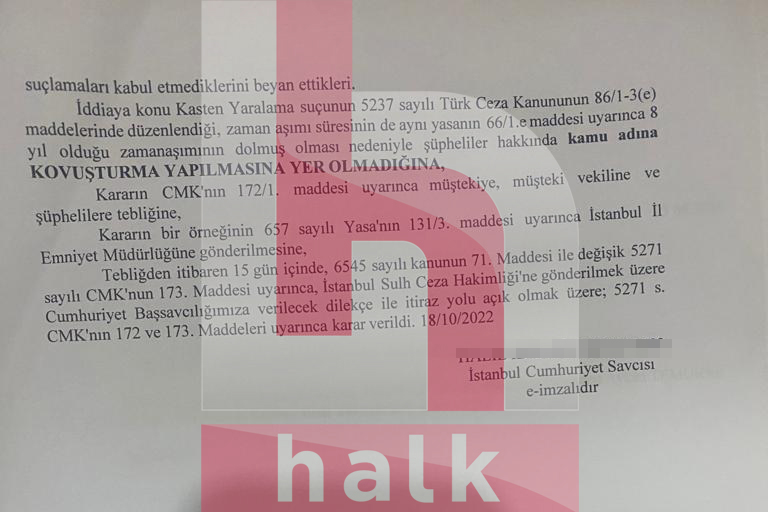 suçlamaları kabul etmediklerini beyan ettikleri.
İddiaya konu Kasten Yaralama suçunun 5237 sayılı Türk Ceza Kanununun 86/1-3(e)
maddelerinde düzenlendiği, zaman aşımı süresinin de aynı yasanın 66/1.e maddesi uyarınca 8
yıl olduğu zamanaşımının dolmuş olması nedeniyle şüpheliler hakkında kamu adına
KOVUŞTURMA YAPILMASINA YER OLMADIĞINA,
Kararın CMK'nın 172/1. maddesi uyarınca müştekiye, müşteki vekiline ve
şüphelilere tebliğine,
Kararın bir örneğinin 657 sayılı Yasa'nın 131/3. maddesi uyarınca İstanbul İl
Emniyet Müdürlüğüne gönderilmesine,
Tebliğden itibaren 15 gün içinde, 6545 sayılı kanunun 71. Maddesi ile değişik 5271
sayılı CMK'nun 173. Maddesi uyarınca, İstanbul Sulh Ceza Hakimliği'ne gönderilmek üzere
Cumhuriyet Başsavcılığımıza verilecek dilekçe ile itiraz yolu açık olmak üzere; 5271 s.
CMK'nın 172 ve 173. Maddeleri uyarınca karar verildi. 18/10/2022
İstanbul Cumhuriyet Savcısı
e-imzalıdır
h
halk